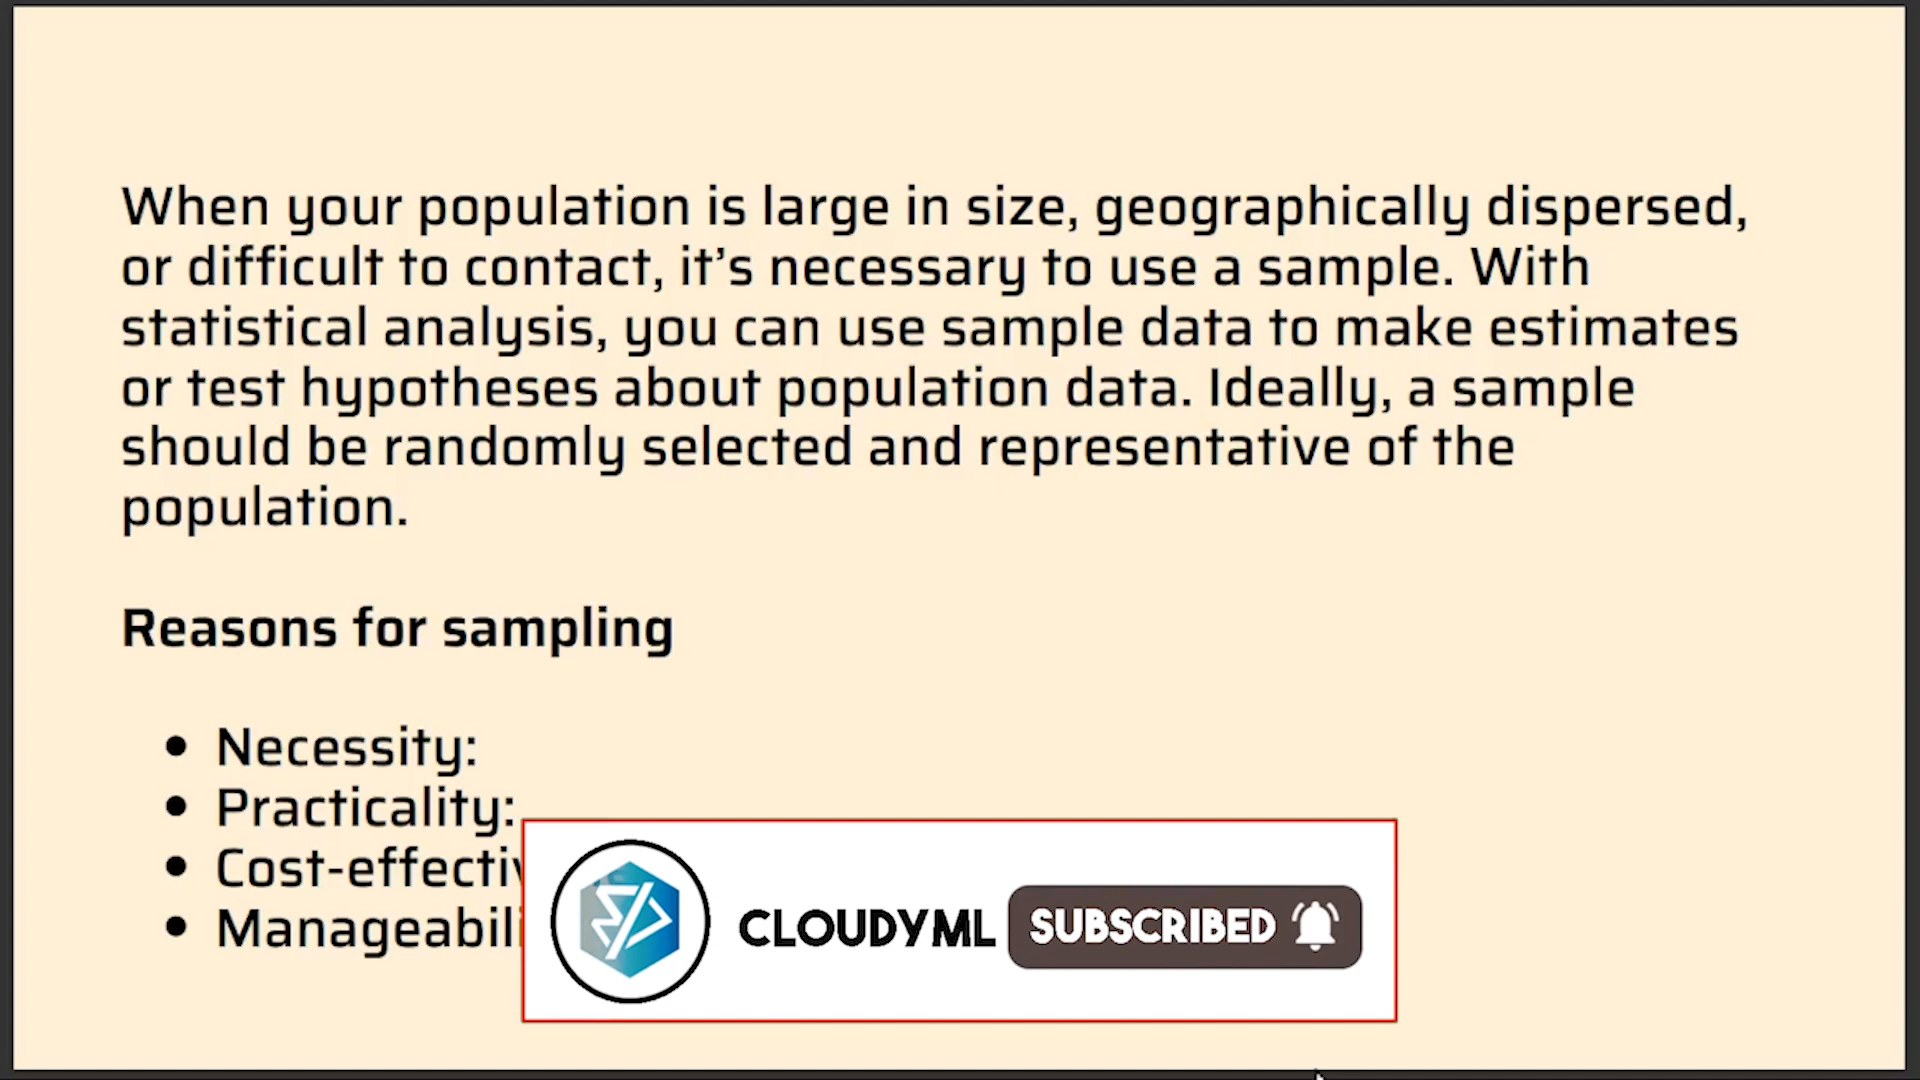 When your population is large in size, geographically dispersed,
or difficult to contact, it's necessary to use a sample. With
statistical analysis, you can use sample data to make estimates
or test hypotheses about population data. Ideally, a sample
should be randomly selected and representative of the
population.
Reasons for sampling
• Necessity:
• Practicality:
• Cost-effectiv
• Manageabili
CLOUDYML SUBSCRIBED